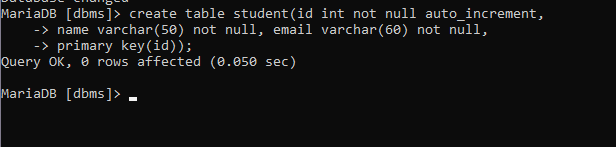 Database changed
MariaDB [dbms]> create table student(id int not null auto_increment,
    -> name varchar(50) not null, email varchar(60) not null,
    -> primary key(id));
Query OK, 0 rows affected (0.050 sec)
MariaDB [dbms]>